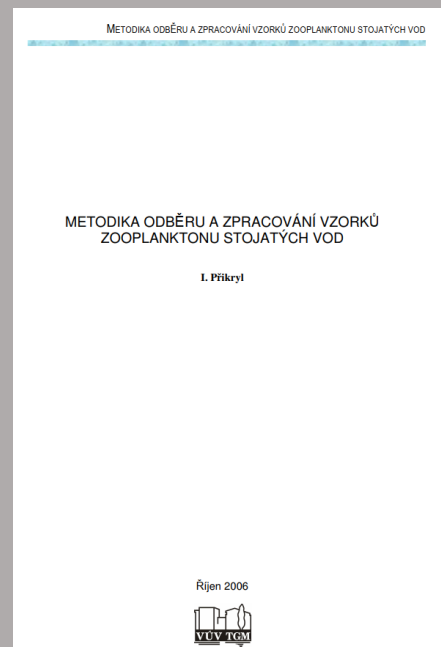 METODIKA ODBĚRU A ZPRACOVÁNÍ VZORKŮ ZOOPLANKTONU STOJATÝCH VOD
METODIKA ODBĚRU A ZPRACOVÁNÍ VZORKŮ
ZOOPLANKTONU STOJATÝCH VOD
I. Přikryl
Říjen 2006
VÚV TGM